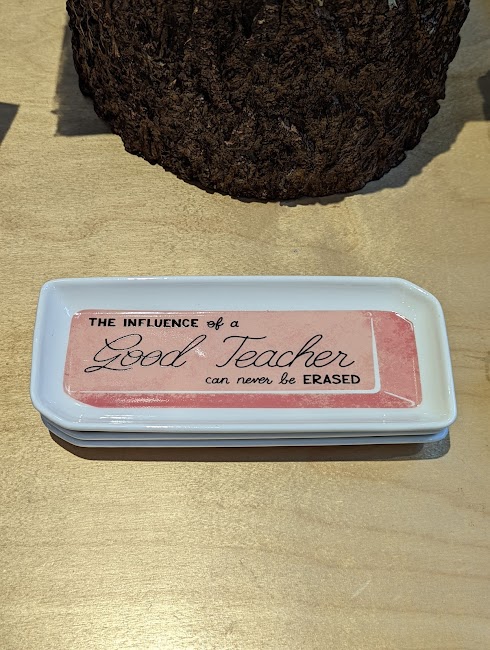 THE INFLUENCE of a
Good Teacher
can never be ERASED